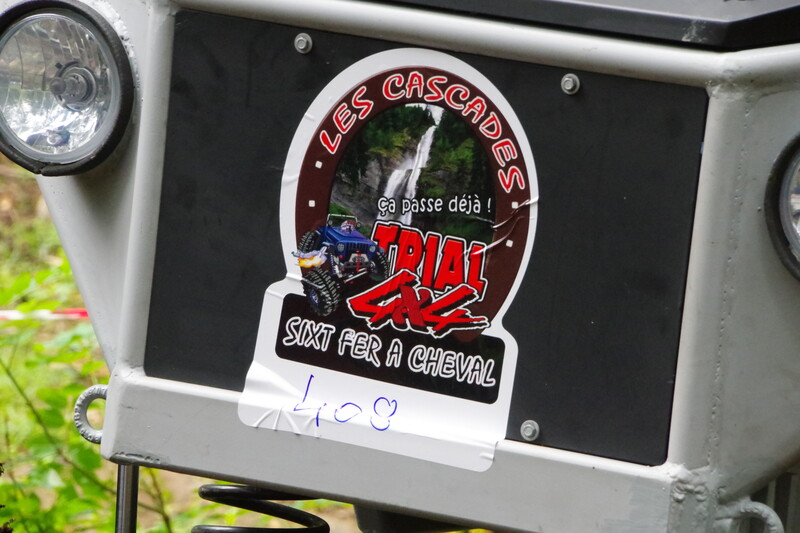 LES CASCADES
ça passe déjà !
TRIAL
4x4
SIXT FER A CHEVAL
408